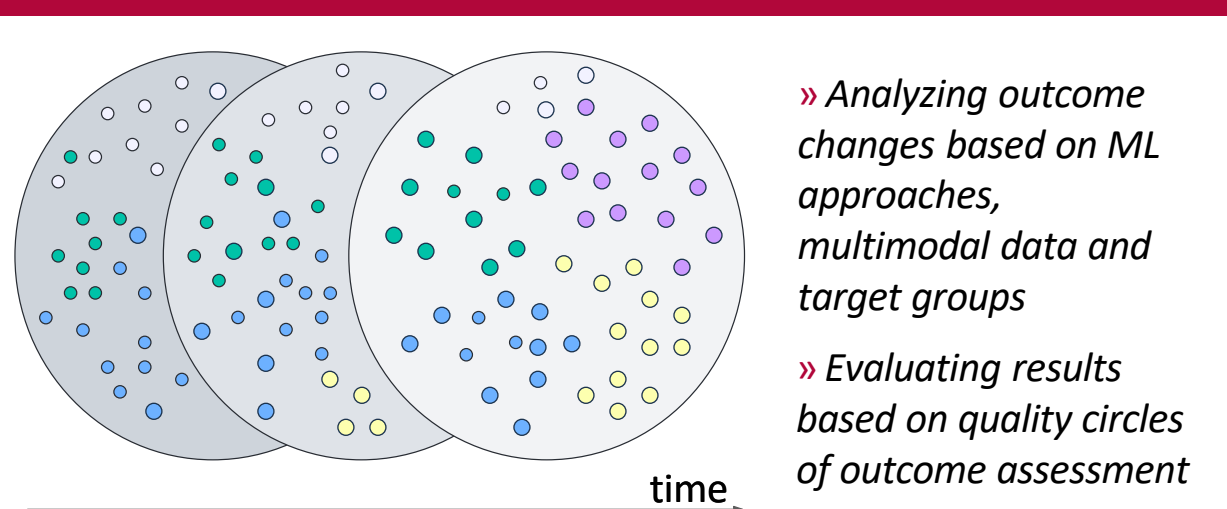 » Analyzing outcome
changes based on ML
approaches,
multimodal data and
target groups
» Evaluating results
based on quality circles
of outcome assessment
time